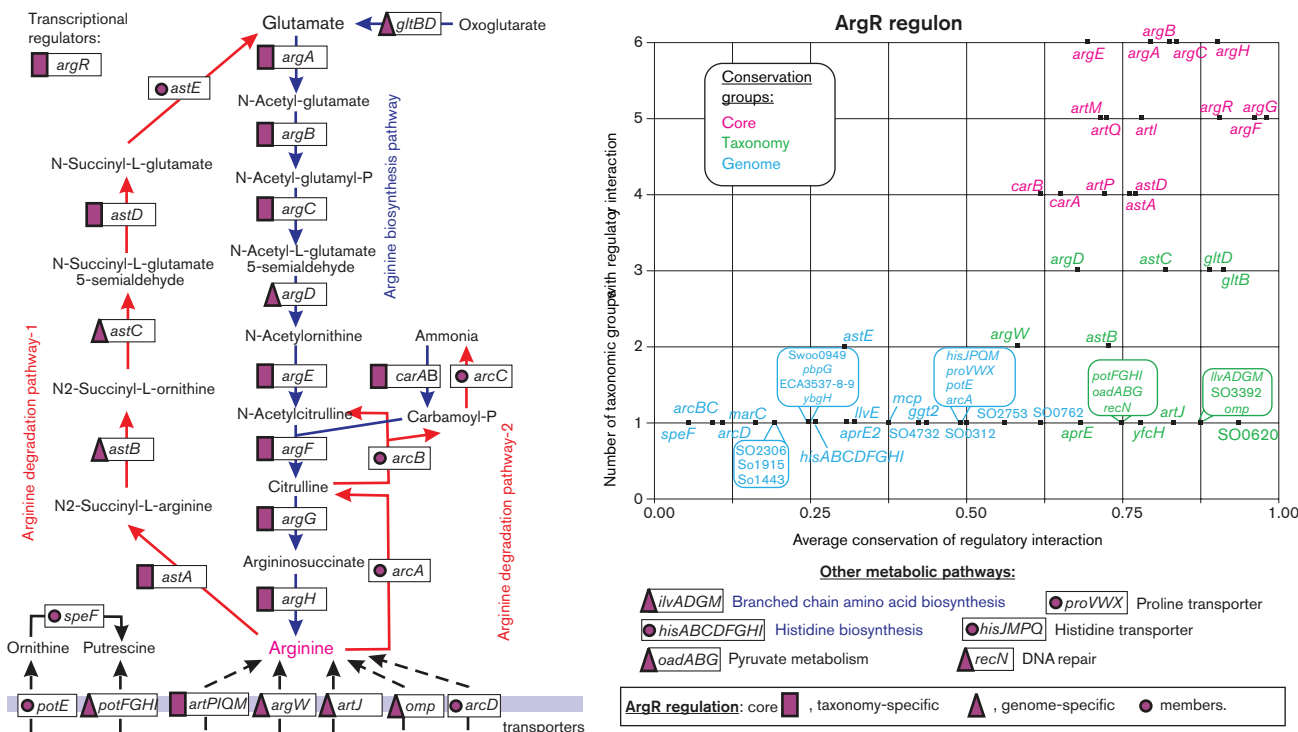 Transcriptional
regulators:
argR
Glutamate
gltBD
Oxoglutarate
argA
N-Acetyl-glutamate
argB
N-Acetyl-glutamyl-P
argC
N-Acetyl-L-glutamate
5-semialdehyde
argD
N-Acetylornithine
argE
N-Acetylcitrulline
argF
Citrulline
argG
Argininosuccinate
argH
Arginine
Arginine biosynthesis pathway
astE
N-Succinyl-L-glutamate
astD
N-Succinyl-L-glutamate
5-semialdehyde
astC
N2-Succinyl-L-ornithine
astB
N2-Succinyl-L-arginine
astA
Arginine degradation pathway-1
Ammonia
carAB
arcC
Carbamoyl-P
arcB
arcA
Arginine degradation pathway-2
speF
Ornithine
Putrescine
potE
potFGHI
artPIQM
argW
artJ
omp
arcD
transporters
ArgR regulon
Number of taxonomic groups with regulator interaction
6
5
4
3
2
1
0
0.00
0.25
0.50
0.75
1.00
Average conservation of regulatory interaction
Conservation
groups:
Core
Taxonomy
Genome
argE
argA
argB
argC
argH
artM
artQ
artI
argR
argF
argG
carB
carA
artP
astD
astA
argD
astC
gltD
gltB
astE
argW
astB
Swoo0949
pbpG
ECA3537-8-9
ybgH
hisJPQM
proVWX
potE
arcA
potFGHI
oadABG
recN
IlvADGM
SO3392
omp
arcBC
speF
arcD
marC
SO2306
So1915
So1443
hisABCDFGHI
aprE2
IlvE
mcp
ggt2
SO4732
SO0312
SO2753
SO0762
aprE
yfcH
artJ
SO0620
Other metabolic pathways:
ilvADGM Branched chain amino acid biosynthesis
proVWX Proline transporter
hisABCDFGHI Histidine biosynthesis
hisJMPQ Histidine transporter
oadABG Pyruvate metabolism
recN DNA repair
ArgR regulation: core , taxonomy-specific , genome-specific members.